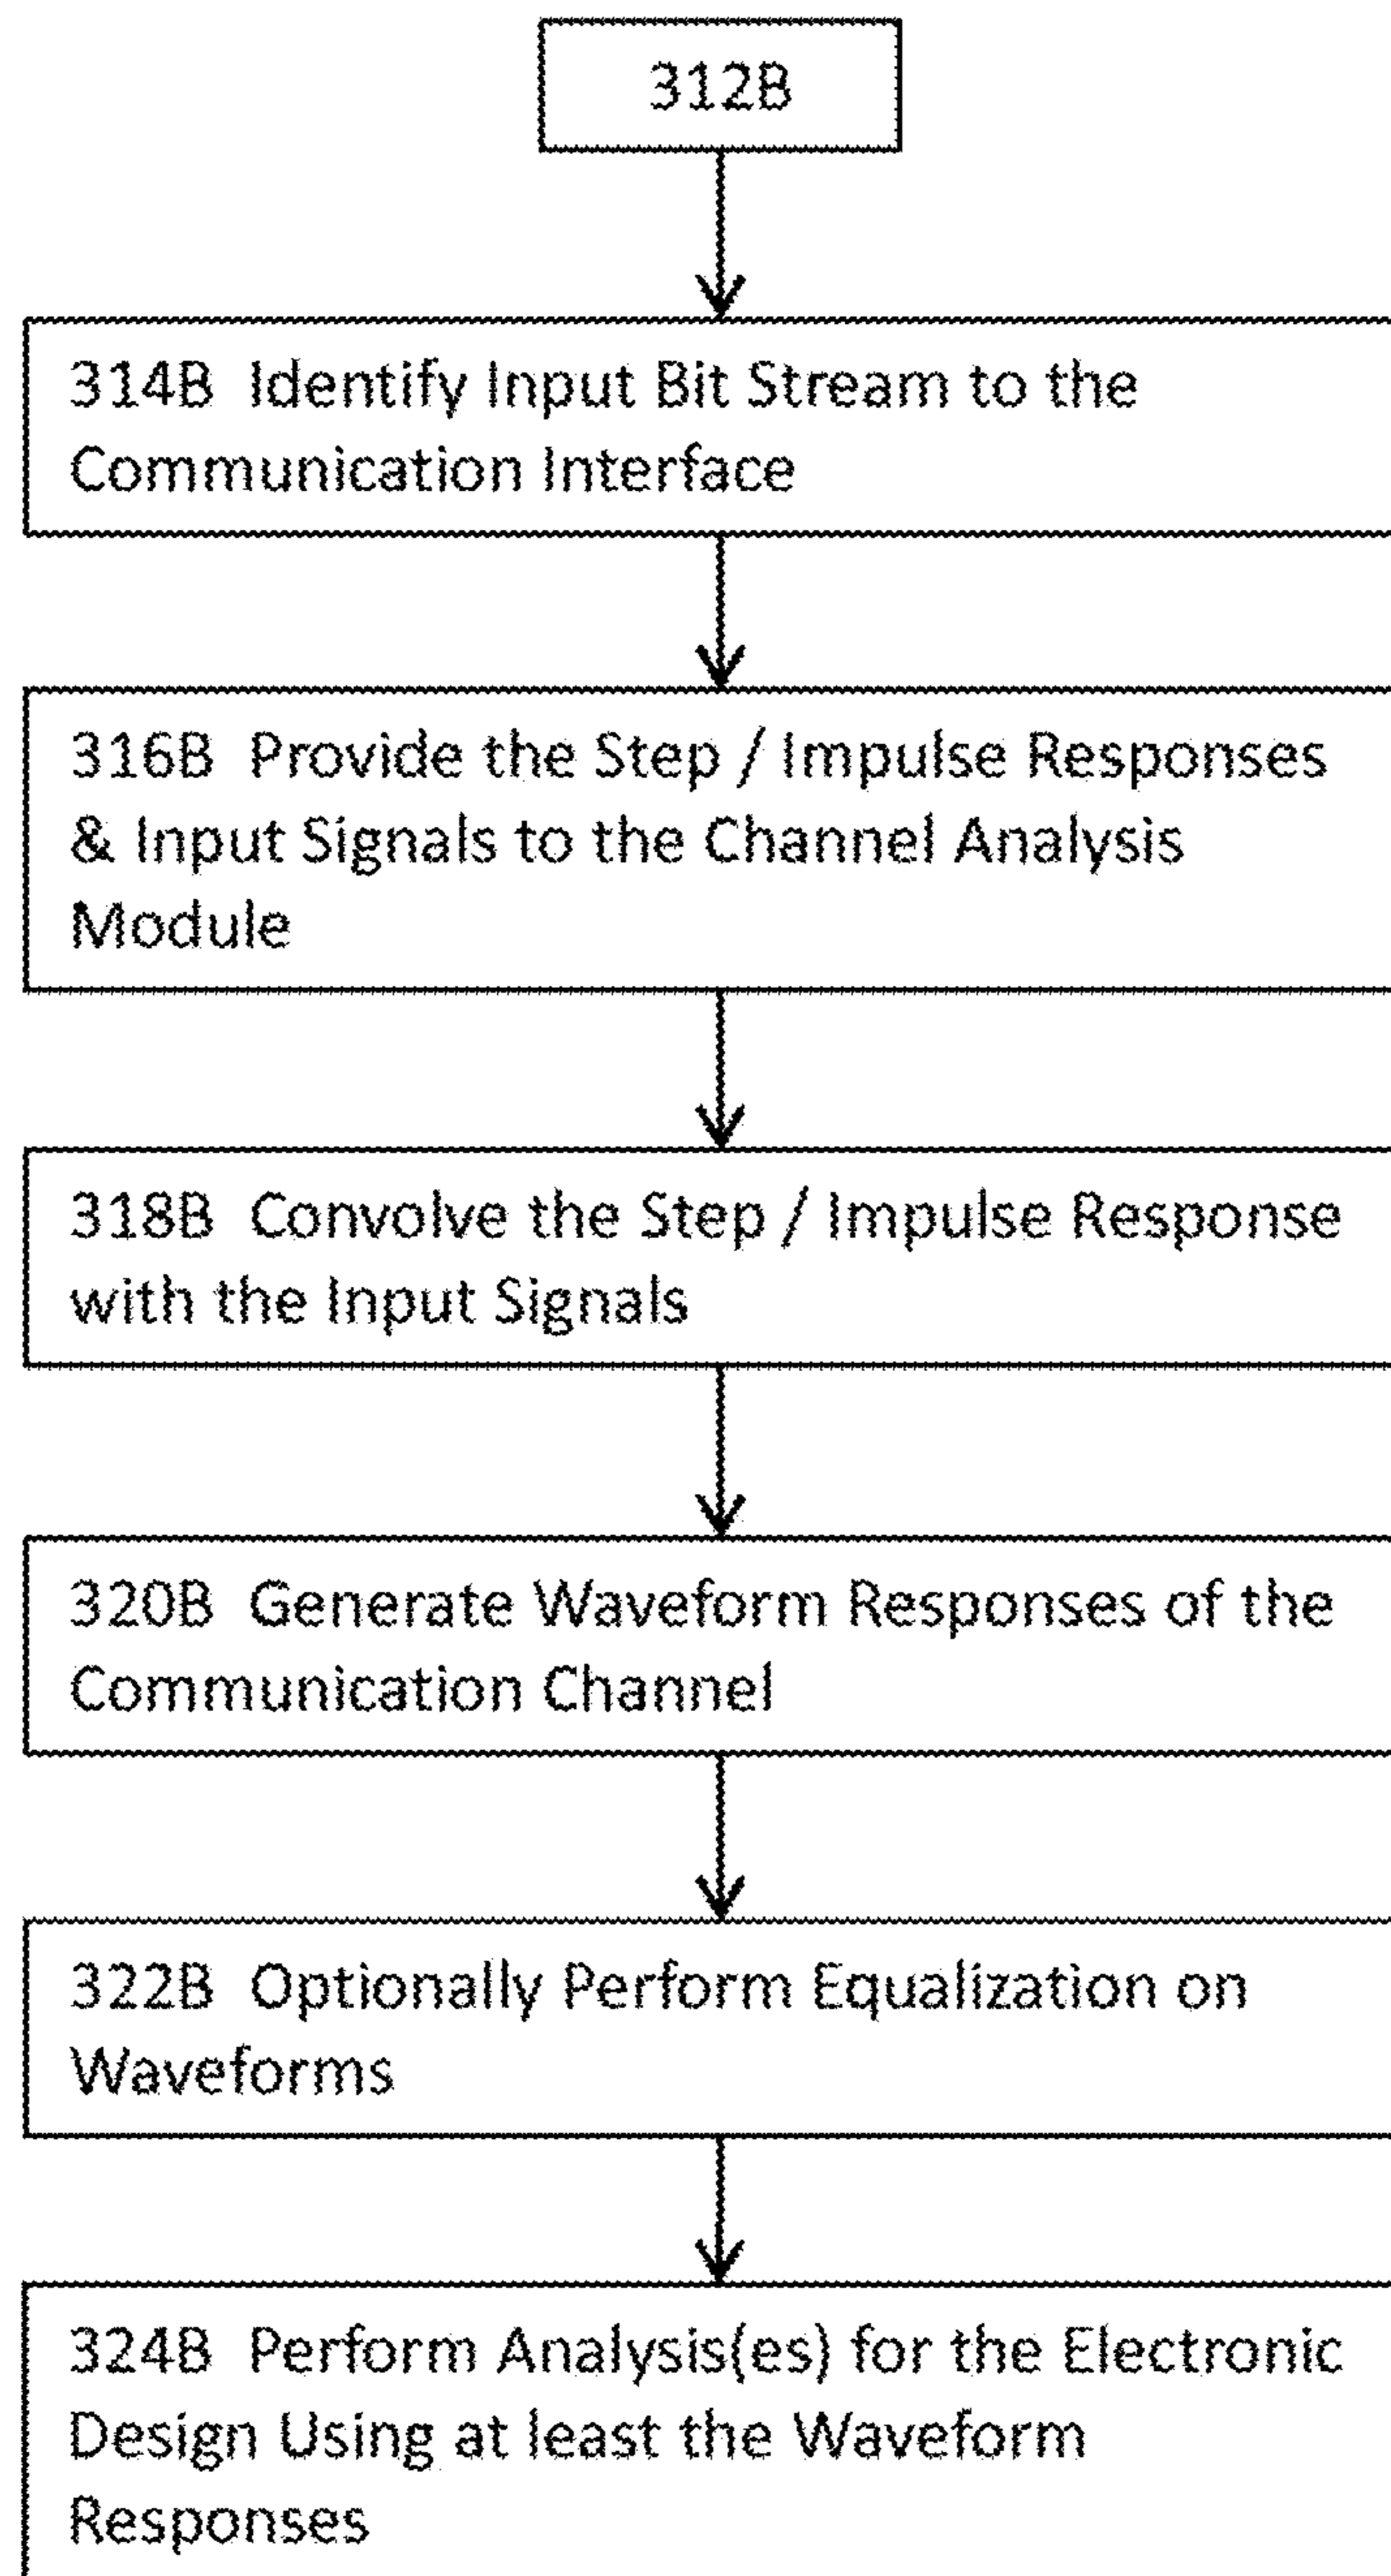 312B
314B Identify Input Bit Stream to the
Communication Interface
316B Provide the Step / Impulse Responses
& Input Signals to the Channel Analysis
Module
318B Convolve the Step / Impulse Response
with the Input Signals
320B Generate Waveform Responses of the
Communication Channel
322B Optionally Perform Equalization on
Waveforms
324B Perform Analysis(es) for the Electronic
Design Using at least the Waveform
Responses